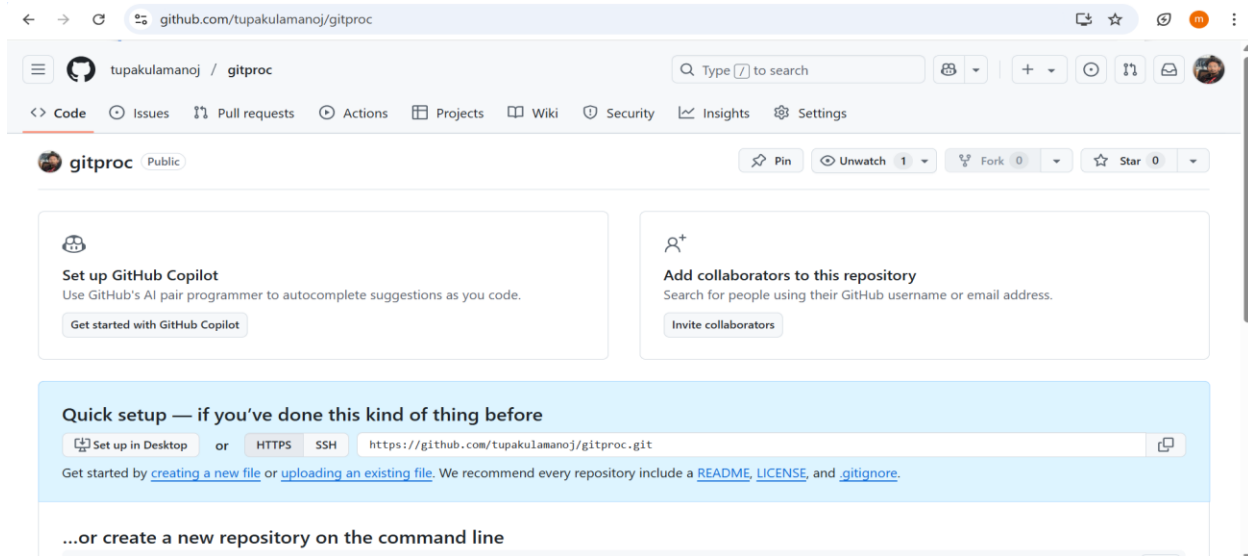 github.com/tupakulamanoj/gitproc
m
tupakulamanoj / gitproc
Type / to search
Code Issues Pull requests Actions Projects Wiki Security Insights Settings
gitproc Public
Pin Unwatch 1 Fork 0 Star 0
Set up GitHub Copilot
Use GitHub's AI pair programmer to autocomplete suggestions as you code.
Get started with GitHub Copilot
Add collaborators to this repository
Search for people using their GitHub username or email address.
Invite collaborators
Quick setup — if you've done this kind of thing before
Set up in Desktop or HTTPS SSH https://github.com/tupakulamanoj/gitproc.git
Get started by creating a new file or uploading an existing file. We recommend every repository include a README, LICENSE, and .gitignore.
…or create a new repository on the command line